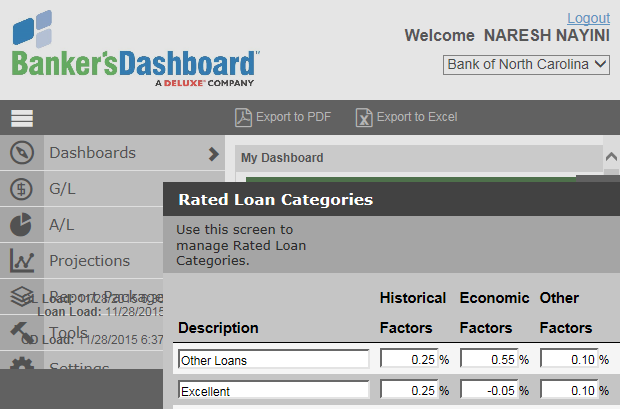 Logout
Welcome NARESH NAYINI
Banker'sDashboard™
A DELUXE® COMPANY
Bank of North Carolina
Export to PDF
Export to Excel
Dashboards
My Dashboard
G/L
A/L
Projections
Report Package
GL Load: 11/28/2015 6:3
Loan Load: 11/28/2015
Tools
CD Load: 11/28/2015 6:37
Settings
Rated Loan Categories
Use this screen to
manage Rated Loan
Categories.
Historical Economic Other
Description Factors Factors Factors
Other Loans 0.25 % 0.55 % 0.10 %
Excellent 0.25 % -0.05 % 0.10 %